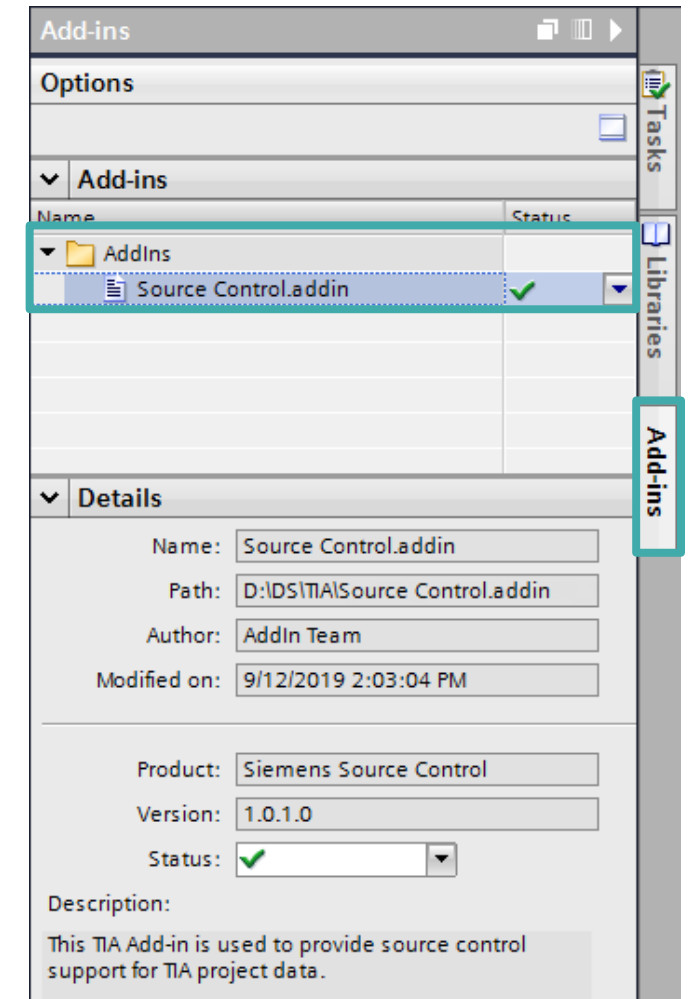 Add-ins
Options
Add-ins
Name Status
AddIns
Source Control.addin
Details
Name: Source Control.addin
Path: D:\DS\TIA\Source Control.addin
Author: AddIn Team
Modified on: 9/12/2019 2:03:04 PM
Product: Siemens Source Control
Version: 1.0.1.0
Status:
Description:
This TIA Add-in is used to provide source control
support for TIA project data.
Tasks
Libraries
Add-ins